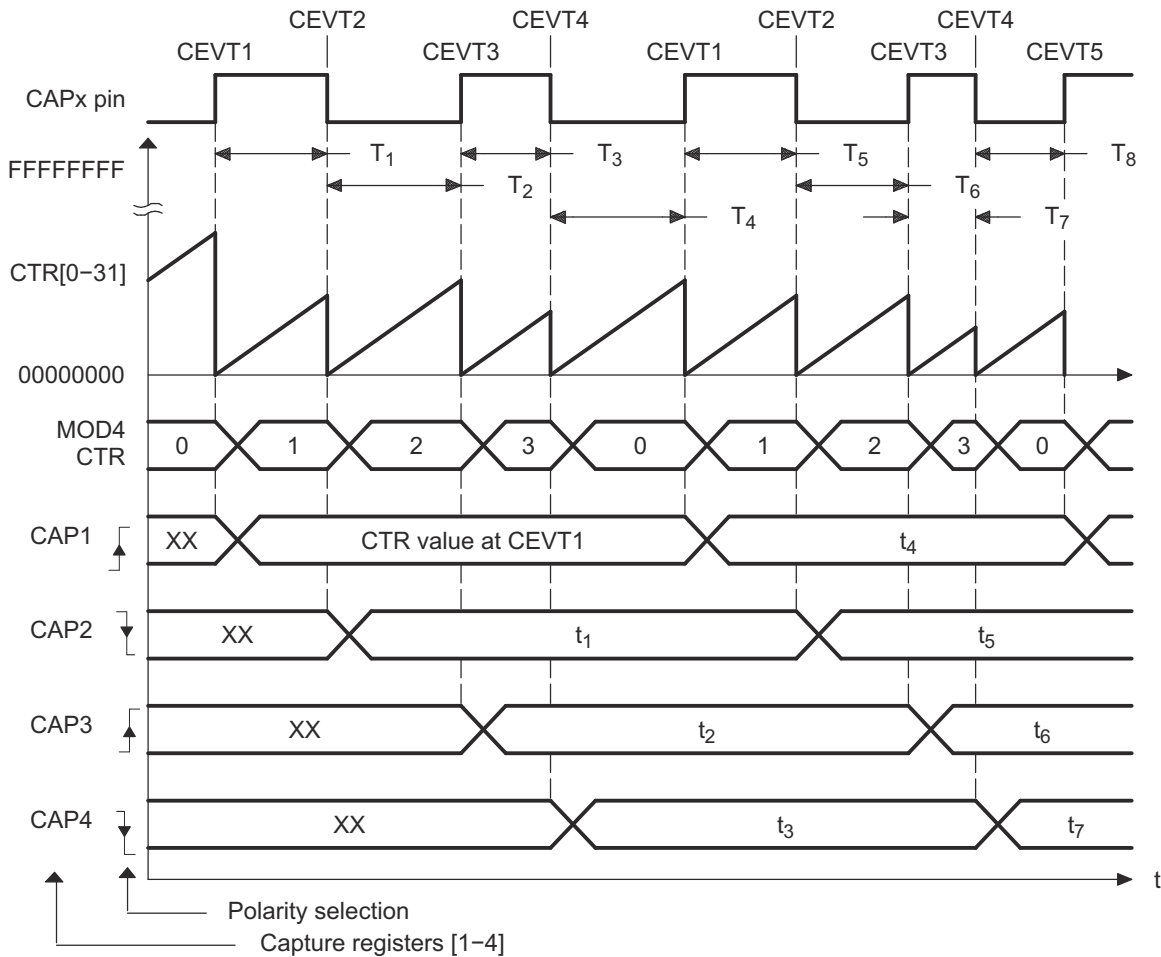 CEVT2 CEVT4 CEVT2 CEVT4
CEVT1 CEVT3 CEVT1 CEVT3 CEVT5
CAPx pin
T1 T3 T5 T8
FFFFFFFF
T2 T6
T4 T7
CTR[0−31]
00000000
MOD4
CTR
0 1 2 3 0 1 2 3 0
CAP1 XX CTR value at CEVT1 t4
CAP2 XX t1 t5
CAP3 XX t2 t6
CAP4 XX t3 t7
t
Polarity selection
Capture registers [1−4]